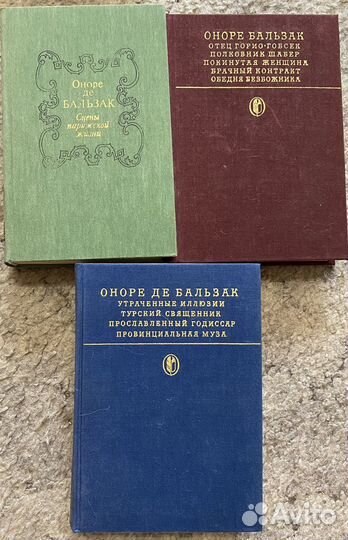 Оноре
де
БАЛЬЗАК
Сцены
парижской
жизни
ОНОРЕ БАЛЬЗАК
ОТЕЦ ГОРИО·ГОБСЕК
ПОЛКОВНИК ШАБЕР
ПОКИНУТАЯ ЖЕНЩИНА
БРАЧНЫЙ КОНТРАКТ
ОБЕДНЯ БЕЗБОЖНИКА
ОНОРЕ ДЕ БАЛЬЗАК
УТРАЧЕННЫЕ ИЛЛЮЗИИ
ТУРСКИЙ СВЯЩЕННИК
ПРОСЛАВЛЕННЫЙ ГОДИССАР
ПРОВИНЦИАЛЬНАЯ МУЗА
Avito